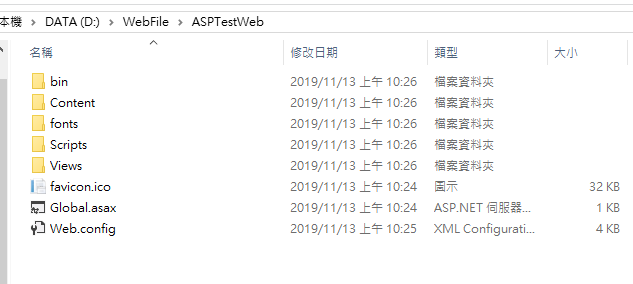 本機 › DATA (D:) › WebFile › ASPTestWeb
名稱 修改日期 類型 大小
bin 2019/11/13 上午 10:26 檔案資料夾
Content 2019/11/13 上午 10:26 檔案資料夾
fonts 2019/11/13 上午 10:26 檔案資料夾
Scripts 2019/11/13 上午 10:26 檔案資料夾
Views 2019/11/13 上午 10:26 檔案資料夾
favicon.ico 2019/11/13 上午 10:24 圖示 32 KB
Global.asax 2019/11/13 上午 10:24 ASP.NET 伺服器... 1 KB
Web.config 2019/11/13 上午 10:25 XML Configurati... 4 KB